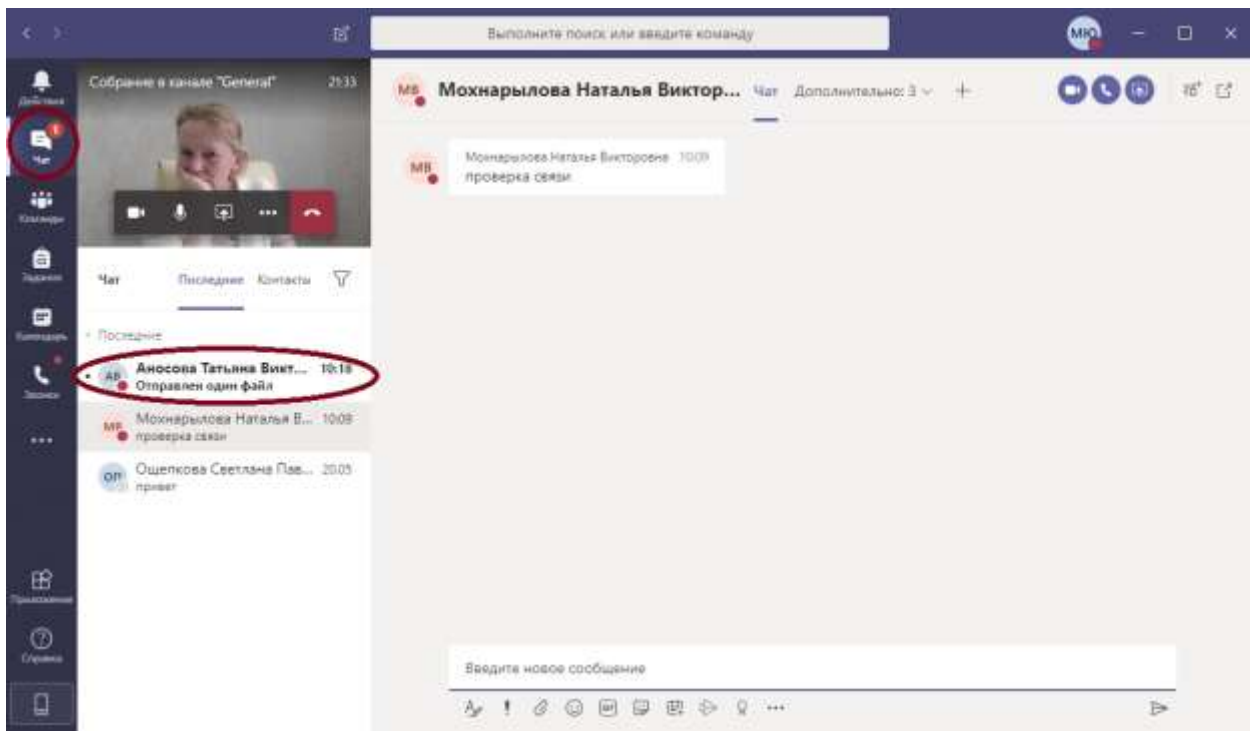 Выполните поиск или введите команду
МЮ
Действия
Чат
1
Команды
Задания
Календарь
Звонки
Приложения
Справка
Собрание в канале "General" 21:33
Чат Последние Контакты
Последние
АВ Аносова Татьяна Викт... 10:18
Отправлен один файл
МВ Мохнарылова Наталья В... 10:09
проверка связи
ОП Ощепкова Светлана Пав... 20.05
привет
МВ Мохнарылова Наталья Виктор... Чат Дополнительно: 3
МВ Мохнарылова Наталья Викторовна 10:09
проверка связи
Введите новое сообщение
GIF